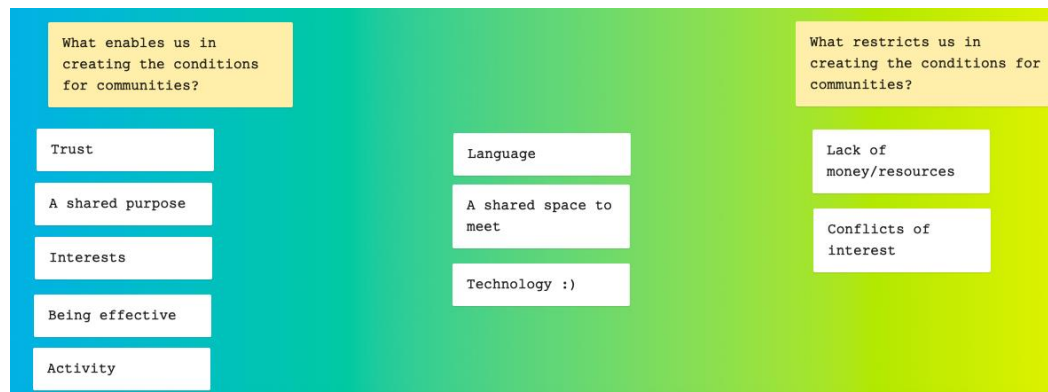 What enables us in
creating the conditions
for communities?
Trust
A shared purpose
Interests
Being effective
Activity
Language
A shared space to
meet
Technology :)
What restricts us in
creating the conditions for
communities?
Lack of
money/resources
Conflicts of
interest